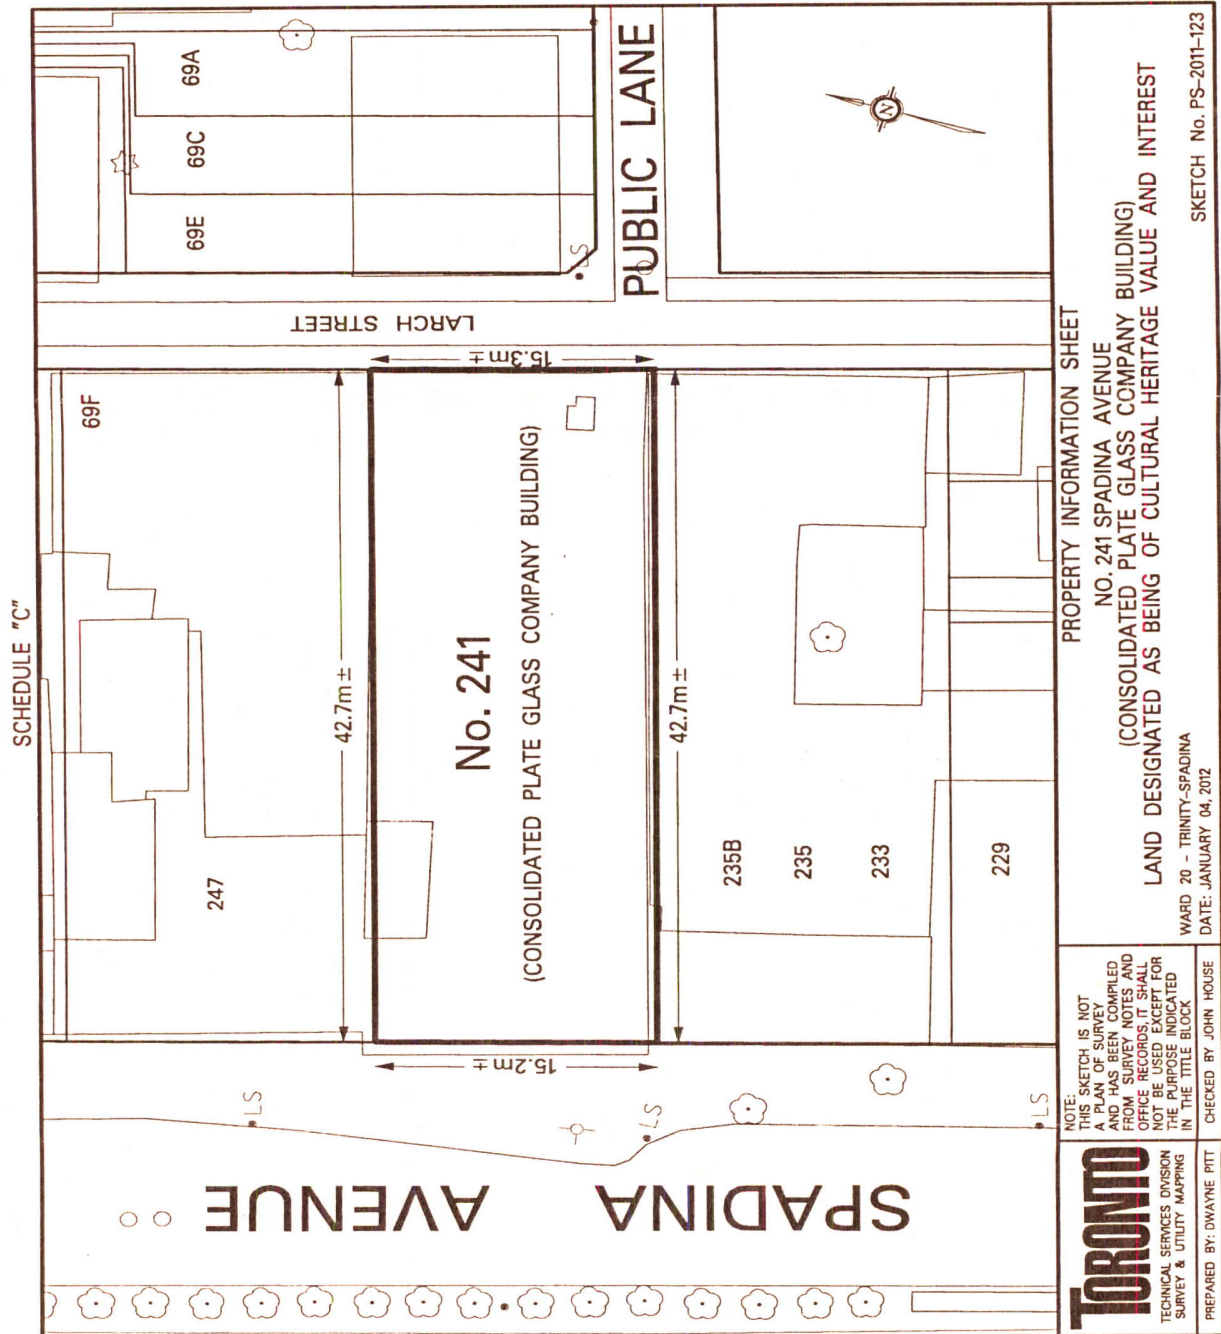 SCHEDULE "C"
69A
69C
69E
LS
PUBLIC LANE
N
LARCH STREET
69F
15.3m ±
42.7m ±
No. 241
(CONSOLIDATED PLATE GLASS COMPANY BUILDING)
42.7m ±
247
235B
235
233
229
15.2m ±
LS
LS
LS
SPADINA AVENUE
PROPERTY INFORMATION SHEET
NO. 241 SPADINA AVENUE
(CONSOLIDATED PLATE GLASS COMPANY BUILDING)
LAND DESIGNATED AS BEING OF CULTURAL HERITAGE VALUE AND INTEREST
WARD 20 - TRINITY-SPADINA
DATE: JANUARY 04, 2012
SKETCH No. PS-2011-123
NOTE:
THIS SKETCH IS NOT
A PLAN OF SURVEY
AND HAS BEEN COMPILED
FROM SURVEY NOTES AND
OFFICE RECORDS, IT SHALL
NOT BE USED EXCEPT FOR
THE PURPOSE INDICATED
IN THE TITLE BLOCK
CHECKED BY JOHN HOUSE
TORONTO
TECHNICAL SERVICES DIVISION
SURVEY & UTILITY MAPPING
PREPARED BY: DWAYNE PITT